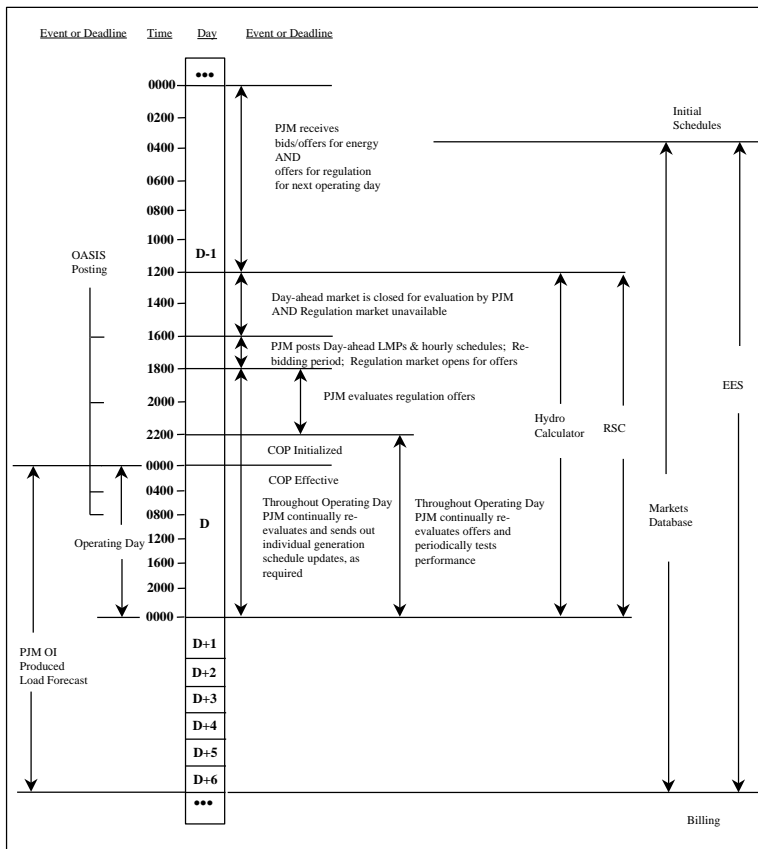 Event or Deadline Time Day Event or Deadline
•••
0000
0200
0400
0600
0800
1000
1200
1400
1600
1800
2000
2200
0000
0400
0800
1200
1600
2000
0000
D-1
D
D+1
D+2
D+3
D+4
D+5
D+6
•••
OASIS
Posting
Operating Day
PJM OI
Produced
Load Forecast
PJM receives
bids/offers for energy
AND
offers for regulation
for next operating day
Day-ahead market is closed for evaluation by PJM
AND Regulation market unavailable
PJM posts Day-ahead LMPs & hourly schedules; Re-
bidding period; Regulation market opens for offers
PJM evaluates regulation offers
COP Initialized
COP Effective
Throughout Operating Day
PJM continually re-
evaluates and sends out
individual generation
schedule updates, as
required
Throughout Operating Day
PJM continually re-
evaluates offers and
periodically tests
performance
Initial
Schedules
Hydro
Calculator
RSC
EES
Markets
Database
Billing